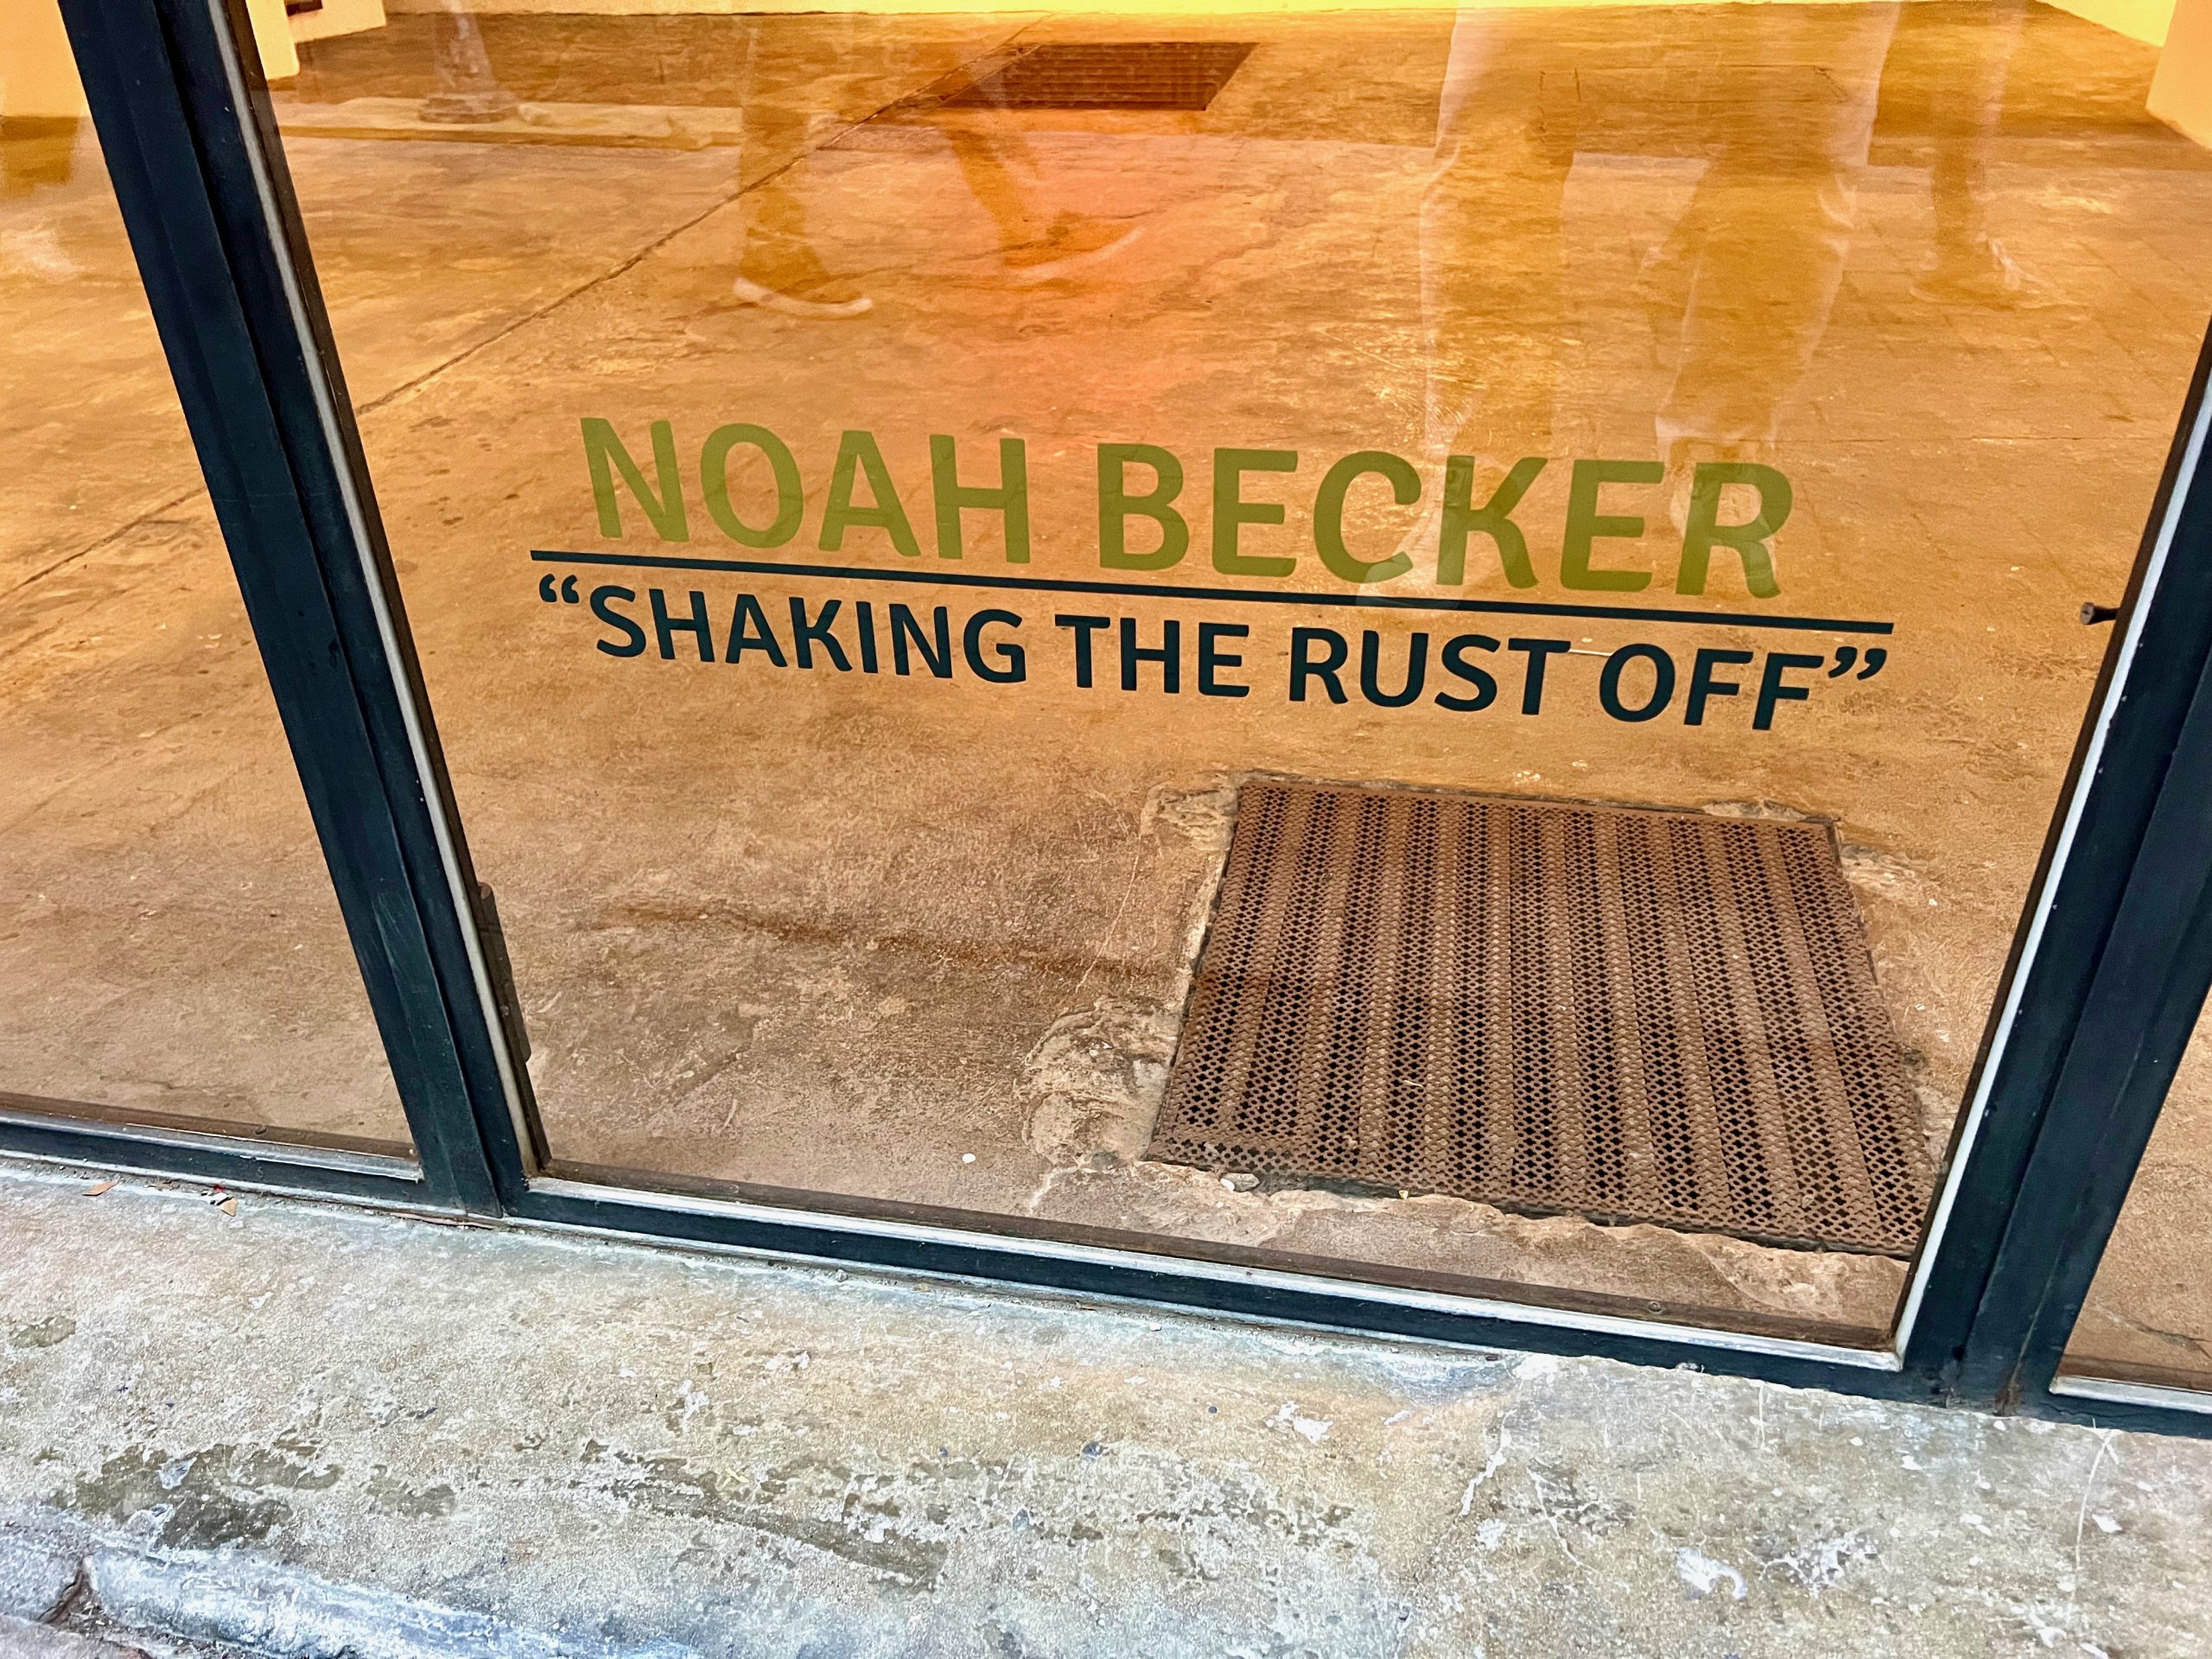 NOAH BECKER
“SHAKING THE RUST OFF”